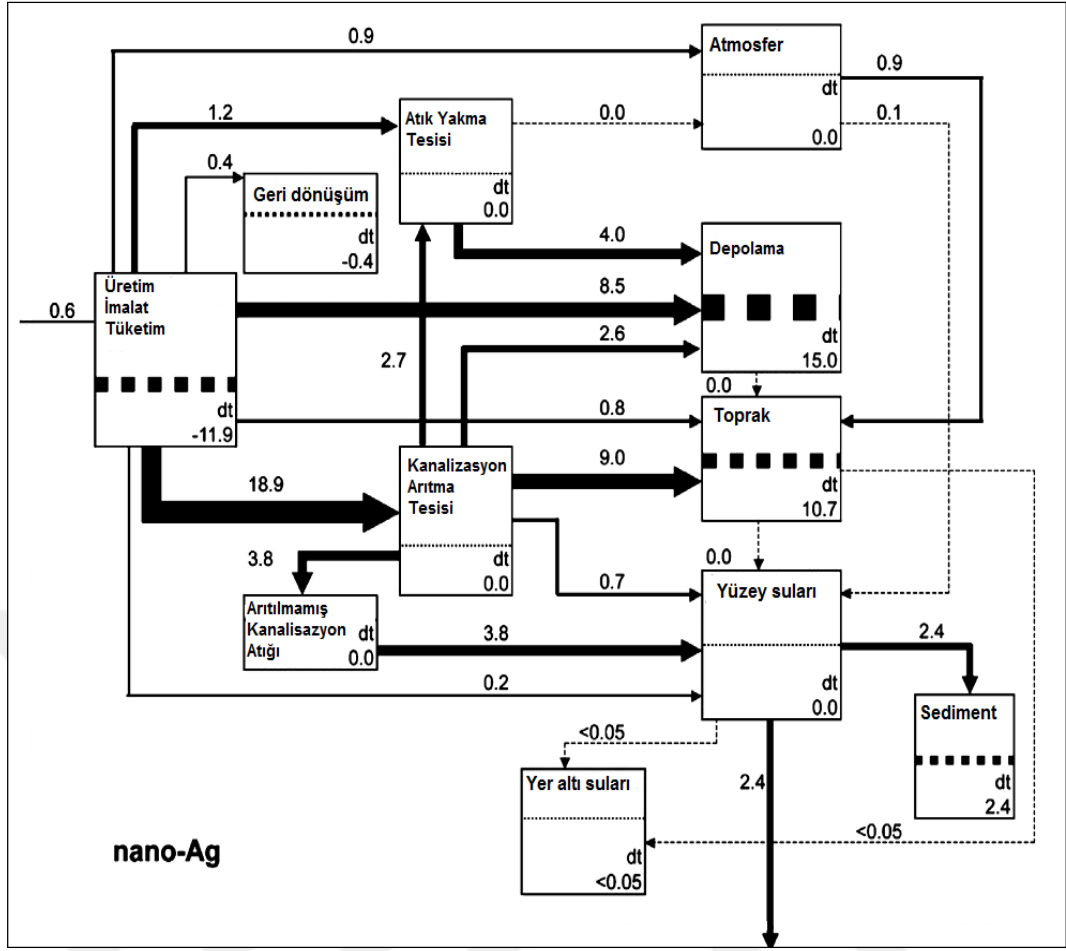 0.9
Atmosfer
dt
0.0
0.9
0.1
1.2
Atık Yakma
Tesisi
dt
0.0
0.0
0.4
Geri dönüşüm
dt
-0.4
4.0
Depolama
dt
15.0
0.6
Üretim
İmalat
Tüketim
dt
-11.9
8.5
2.7
2.6
0.0
0.8
Toprak
dt
10.7
18.9
Kanalizasyon
Arıtma
Tesisi
dt
0.0
9.0
0.0
3.8
0.7
Yüzey suları
dt
0.0
Arıtılmamış
Kanalisazyon
Atığı
dt
0.0
3.8
2.4
0.2
Sediment
dt
2.4
<0.05
2.4
Yer altı suları
dt
<0.05
<0.05
nano-Ag